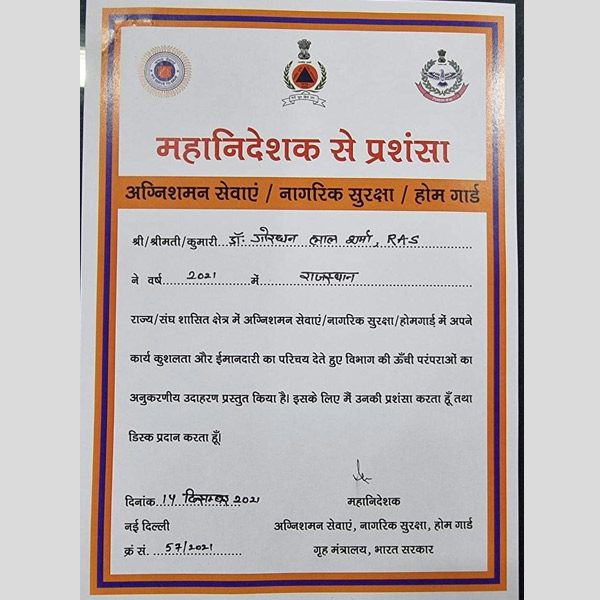 महानिदेशक से प्रशंसा
अग्निशमन सेवाएं / नागरिक सुरक्षा / होम गार्ड
श्री/श्रीमती/कुमारी डॉ. गोरधन लाल शर्मा, RAS
ने वर्ष 2021 में राजस्थान
राज्य/संघ शासित क्षेत्र में अग्निशमन सेवाएं/नागरिक सुरक्षा/होमगार्ड में अपने
कार्य कुशलता और ईमानदारी का परिचय देते हुए विभाग की ऊँची परंपराओं का
अनुकरणीय उदाहरण प्रस्तुत किया है। इसके लिए मैं उनकी प्रशंसा करता हूँ तथा
डिस्क प्रदान करता हूँ।
दिनांक 14 दिसम्बर 2021
महानिदेशक
नई दिल्ली
अग्निशमन सेवाएं, नागरिक सुरक्षा, होम गार्ड
क्रं सं. 57/2021
गृह मंत्रालय, भारत सरकार